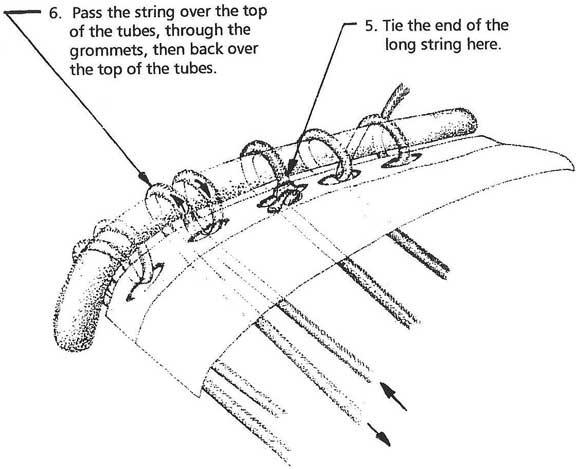 6. Pass the string over the top
of the tubes, through the
grommets, then back over
the top of the tubes.
5. Tie the end of the
long string here.